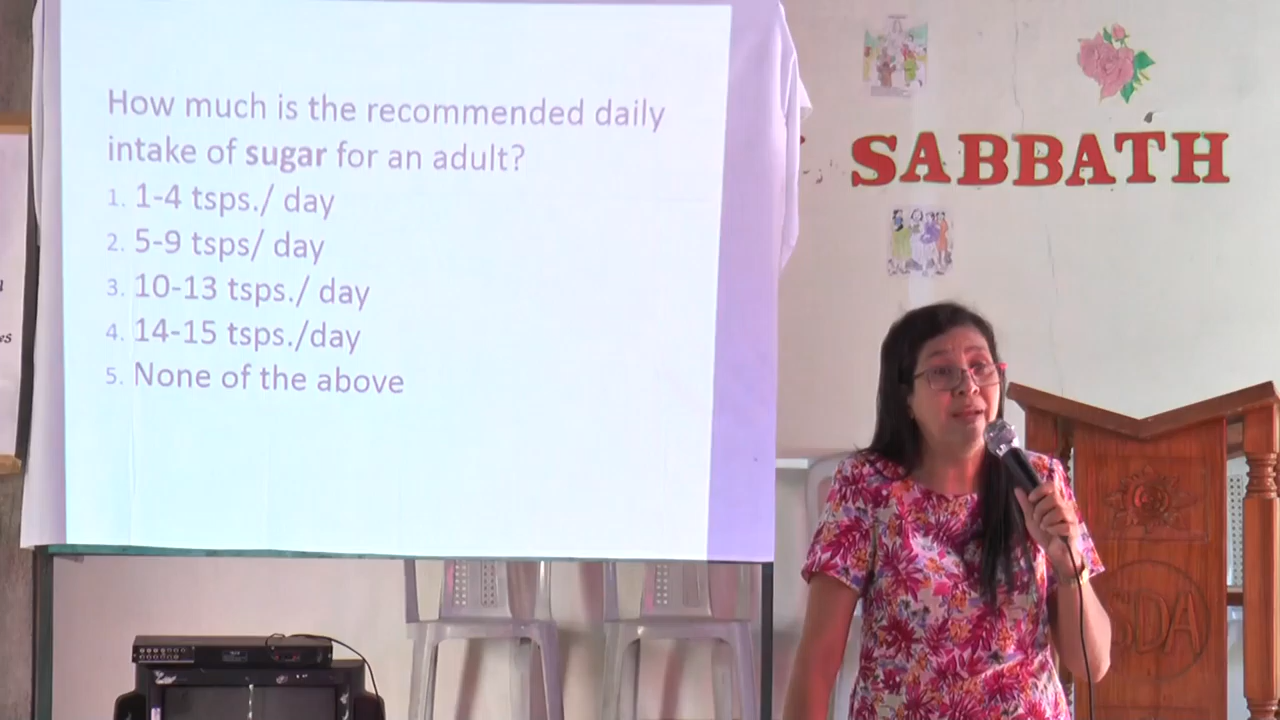 How much is the recommended daily
intake of sugar for an adult?
1. 1-4 tsps./ day
2. 5-9 tsps/ day
3. 10-13 tsps./ day
4. 14-15 tsps./day
5. None of the above
SABBATH
SDA